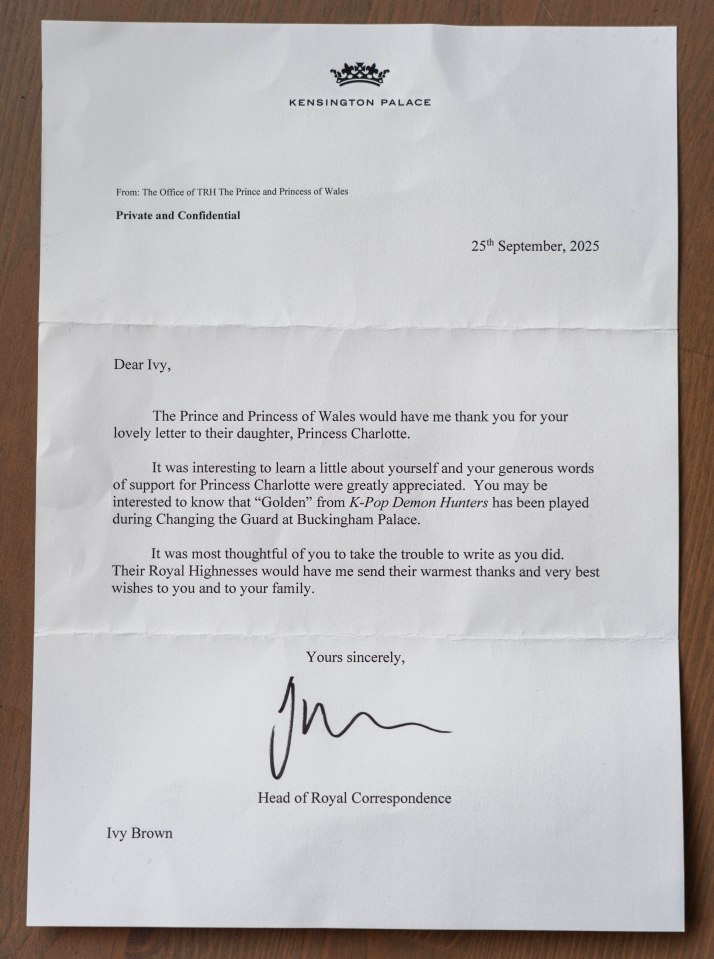 KENSINGTON PALACE
From: The Office of TRH The Prince and Princess of Wales
Private and Confidential
25th September, 2025
Dear Ivy,
The Prince and Princess of Wales would have me thank you for your
lovely letter to their daughter, Princess Charlotte.
It was interesting to learn a little about yourself and your generous words
of support for Princess Charlotte were greatly appreciated. You may be
interested to know that “Golden” from K-Pop Demon Hunters has been played
during Changing the Guard at Buckingham Palace.
It was most thoughtful of you to take the trouble to write as you did.
Their Royal Highnesses would have me send their warmest thanks and very best
wishes to you and to your family.
Yours sincerely,
Head of Royal Correspondence
Ivy Brown